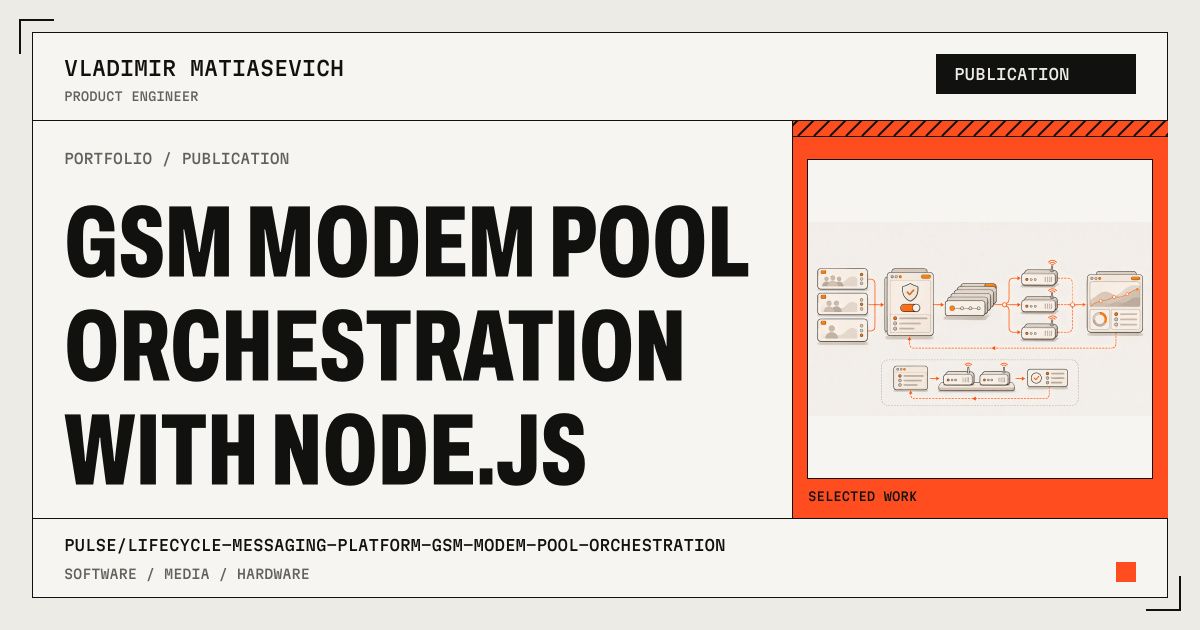 VLADIMIR MATIASEVICH
PRODUCT ENGINEER
PUBLICATION
PORTFOLIO / PUBLICATION
GSM MODEM POOL
ORCHESTRATION
WITH NODE.JS
SELECTED WORK
PULSE/LIFECYCLE–MESSAGING–PLATFORM–GSM–MODEM–POOL–ORCHESTRATION
SOFTWARE / MEDIA / HARDWARE